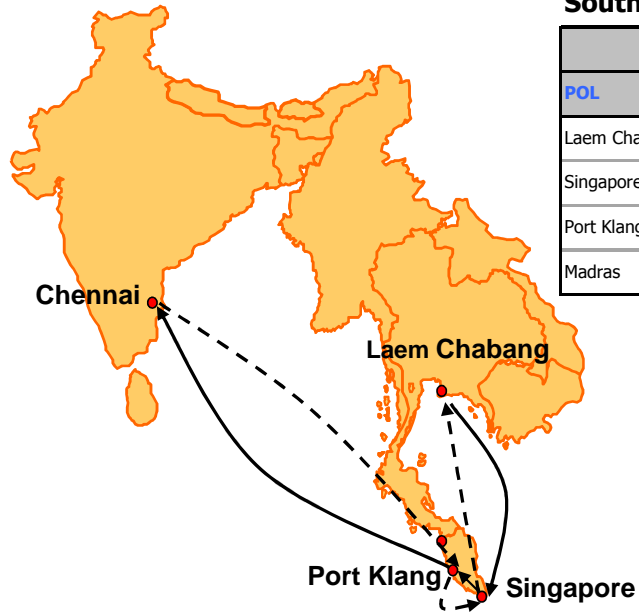 South
POL
Laem Cha
Singapore
Port Klang
Madras
Chennai
Laem Chabang
Port Klang
Singapore